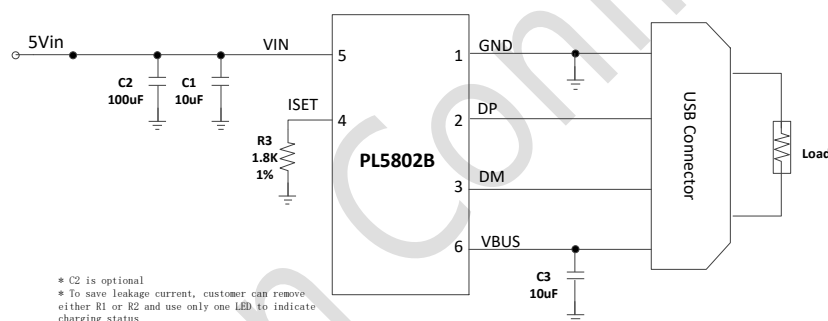 5Vin
VIN
5
1
GND
C2
100uF
C1
10uF
ISET
4
2
DP
R3
1.8K
1%
PL5802B
3
DM
USB Connector
Load
6
VBUS
C3
10uF
* C2 is optional
* To save leakage current, customer can remove
either R1 or R2 and use only one LED to indicate
charging status